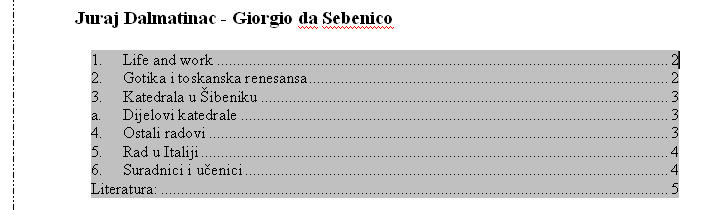 Juraj Dalmatinac - Giorgio da Sebenico
1. Life and work ........ 2
2. Gotika i toskanska renesansa ........ 2
3. Katedrala u Šibeniku ........ 3
a. Dijelovi katedrale ........ 3
4. Ostali radovi ........ 3
5. Rad u Italiji ........ 4
6. Suradnici i učenici ........ 4
Literatura: ........ 5